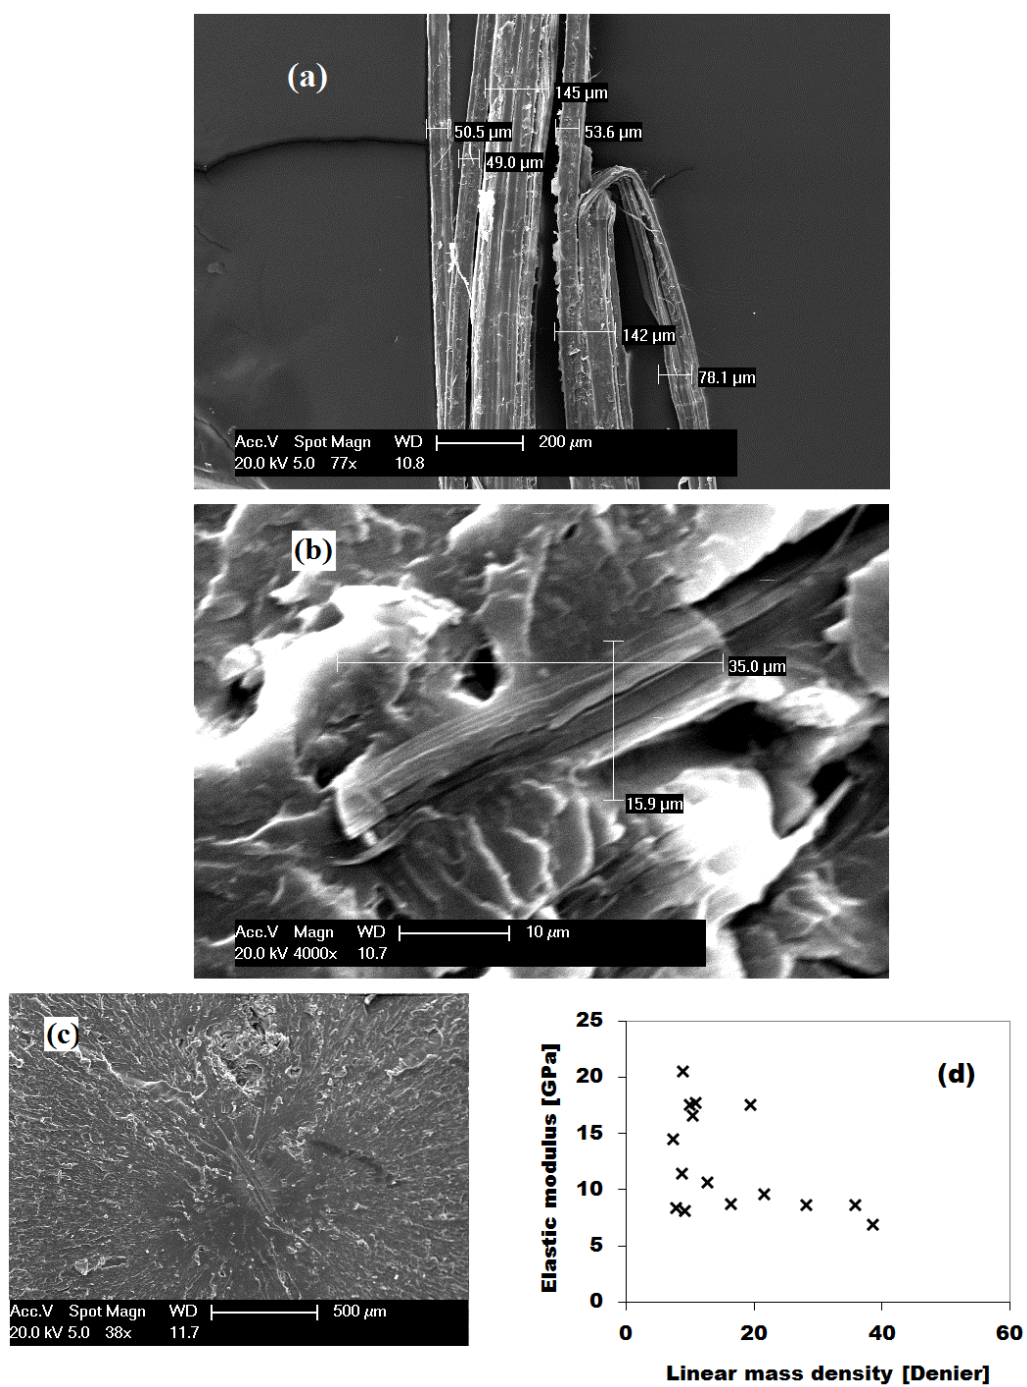 (a)
145 µm
50.5 µm
53.6 µm
49.0 µm
142 µm
78.1 µm
Acc.V Spot Magn WD 200 µm
20.0 kV 5.0 77x 10.8
(b)
35.0 µm
15.9 µm
Acc.V Magn WD 10 µm
20.0 kV 4000x 10.7
(c)
Acc.V Spot Magn WD 500 µm
20.0 kV 5.0 38x 11.7
(d)
Elastic modulus [GPa]
25
20
15
10
5
0
0 20 40 60
Linear mass density [Denier]